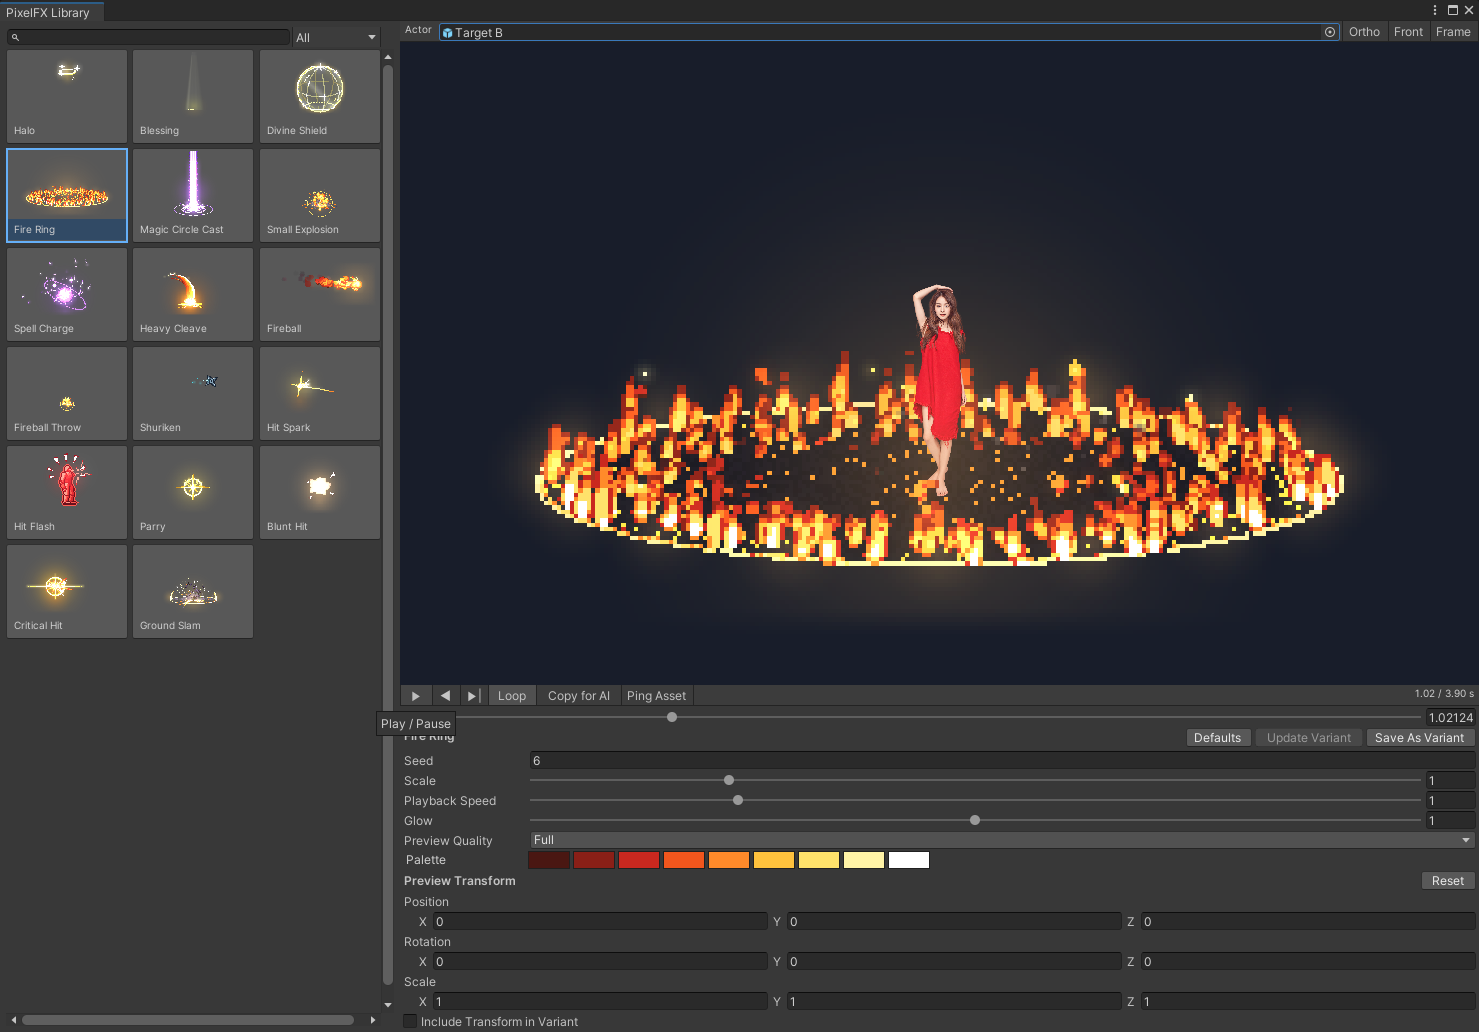 PixelFX Library
All
Actor
Target B
Ortho
Front
Frame
Halo
Blessing
Divine Shield
Fire Ring
Magic Circle Cast
Small Explosion
Spell Charge
Heavy Cleave
Fireball
Fireball Throw
Shuriken
Hit Spark
Hit Flash
Parry
Blunt Hit
Critical Hit
Ground Slam
Loop
Copy for AI
Ping Asset
1.02 / 3.90 s
Play / Pause
1.02124
Fire Ring
Defaults
Update Variant
Save As Variant
Seed
6
Scale
1
Playback Speed
1
Glow
1
Preview Quality
Full
Palette
Preview Transform
Reset
Position
X 0 Y 0 Z 0
Rotation
X 0 Y 0 Z 0
Scale
X 1 Y 1 Z 1
Include Transform in Variant